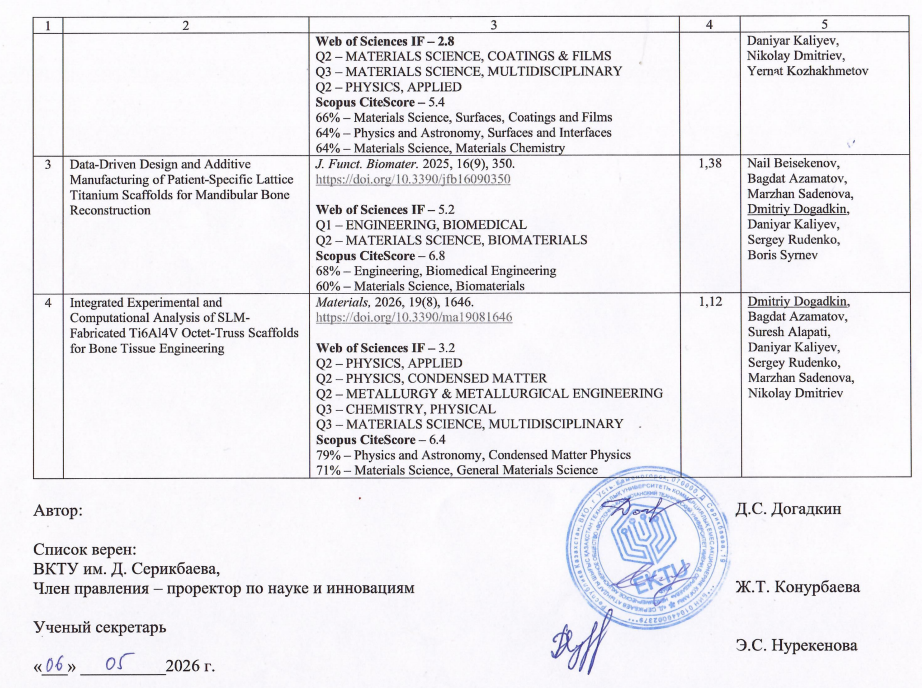 1 2 3 4 5
Web of Sciences IF – 2.8
Q2 – MATERIALS SCIENCE, COATINGS & FILMS
Q3 – MATERIALS SCIENCE, MULTIDISCIPLINARY
Q2 – PHYSICS, APPLIED
Scopus CiteScore – 5.4
66% – Materials Science, Surfaces, Coatings and Films
64% – Physics and Astronomy, Surfaces and Interfaces
64% – Materials Science, Materials Chemistry
Daniyar Kaliyev,
Nikolay Dmitriev,
Yernat Kozhakhmetov
3
Data-Driven Design and Additive
Manufacturing of Patient-Specific Lattice
Titanium Scaffolds for Mandibular Bone
Reconstruction
J. Funct. Biomater. 2025, 16(9), 350.
https://doi.org/10.3390/jfb16090350
Web of Sciences IF – 5.2
Q1 – ENGINEERING, BIOMEDICAL
Q2 – MATERIALS SCIENCE, BIOMATERIALS
Scopus CiteScore – 6.8
68% – Engineering, Biomedical Engineering
60% – Materials Science, Biomaterials
1,38
Nail Beisekenov,
Bagdat Azamatov,
Marzhan Sadenova,
Dmitriy Dogadkin,
Daniyar Kaliyev,
Sergey Rudenko,
Boris Syrnev
4
Integrated Experimental and
Computational Analysis of SLM-
Fabricated Ti6Al4V Octet-Truss Scaffolds
for Bone Tissue Engineering
Materials, 2026, 19(8), 1646.
https://doi.org/10.3390/ma19081646
Web of Sciences IF – 3.2
Q2 – PHYSICS, APPLIED
Q2 – PHYSICS, CONDENSED MATTER
Q2 – METALLURGY & METALLURGICAL ENGINEERING
Q3 – CHEMISTRY, PHYSICAL
Q3 – MATERIALS SCIENCE, MULTIDISCIPLINARY
Scopus CiteScore – 6.4
79% – Physics and Astronomy, Condensed Matter Physics
71% – Materials Science, General Materials Science
1,12
Dmitriy Dogadkin,
Bagdat Azamatov,
Suresh Alapati,
Daniyar Kaliyev,
Sergey Rudenko,
Marzhan Sadenova,
Nikolay Dmitriev
Автор:
Д.С. Догадкин
Список верен:
ВКТУ им. Д. Серикбаева,
Член правления – проректор по науке и инновациям
Ж.Т. Конурбаева
ЕКТУ
Ученый секретарь
Э.С. Нурекенова
«06» 05 2026 г.